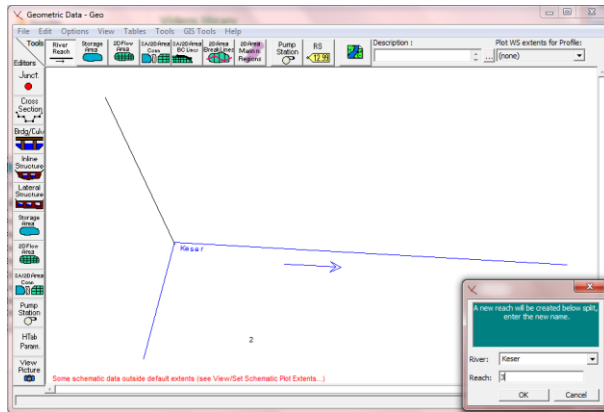 Geometric Data - Geo
File Edit Options View Tables Tools GIS Tools Help
Tools
Editors
River
Reach
Storage
Area
2D Flow
Area
SA/2D Area
Conn
SA/2D Area
BC Lines
2D Area
BreakLines
2D Area
Mann n
Regions
Pump
Station
RS
12.99
Description :
...
Plot WS extents for Profile:
(none)
Junct.
Cross
Section
Brdg/Culv
Inline
Structure
Lateral
Structure
Storage
Area
2D Flow
Area
SA/2D Area
Conn
Pump
Station
HTab
Param.
View
Picture
Keser
2
Some schematic data outside default extents (see View/Set Schematic Plot Extents...)
A new reach will be created below split,
enter the new name.
River: Keser
Reach: 3
OK Cancel